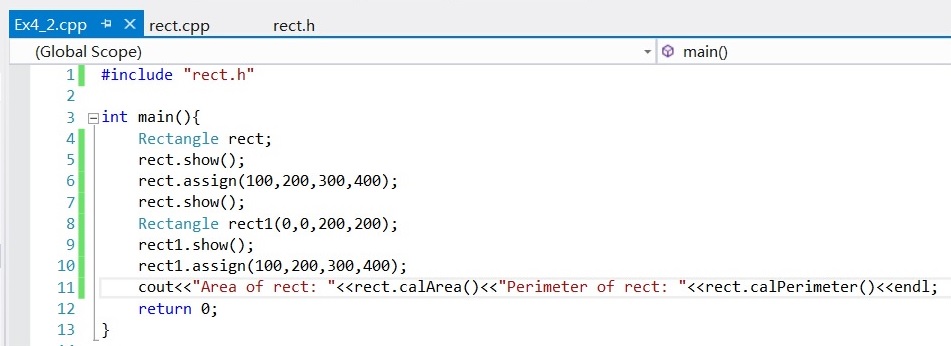 Ex4_2.cpp rect.cpp rect.h
(Global Scope) main()
1 #include "rect.h"
2
3 int main(){
4 Rectangle rect;
5 rect.show();
6 rect.assign(100,200,300,400);
7 rect.show();
8 Rectangle rect1(0,0,200,200);
9 rect1.show();
10 rect1.assign(100,200,300,400);
11 cout<<"Area of rect: "<<rect.calArea()<<"Perimeter of rect: "<<rect.calPerimeter()<<endl;
12 return 0;
13 }